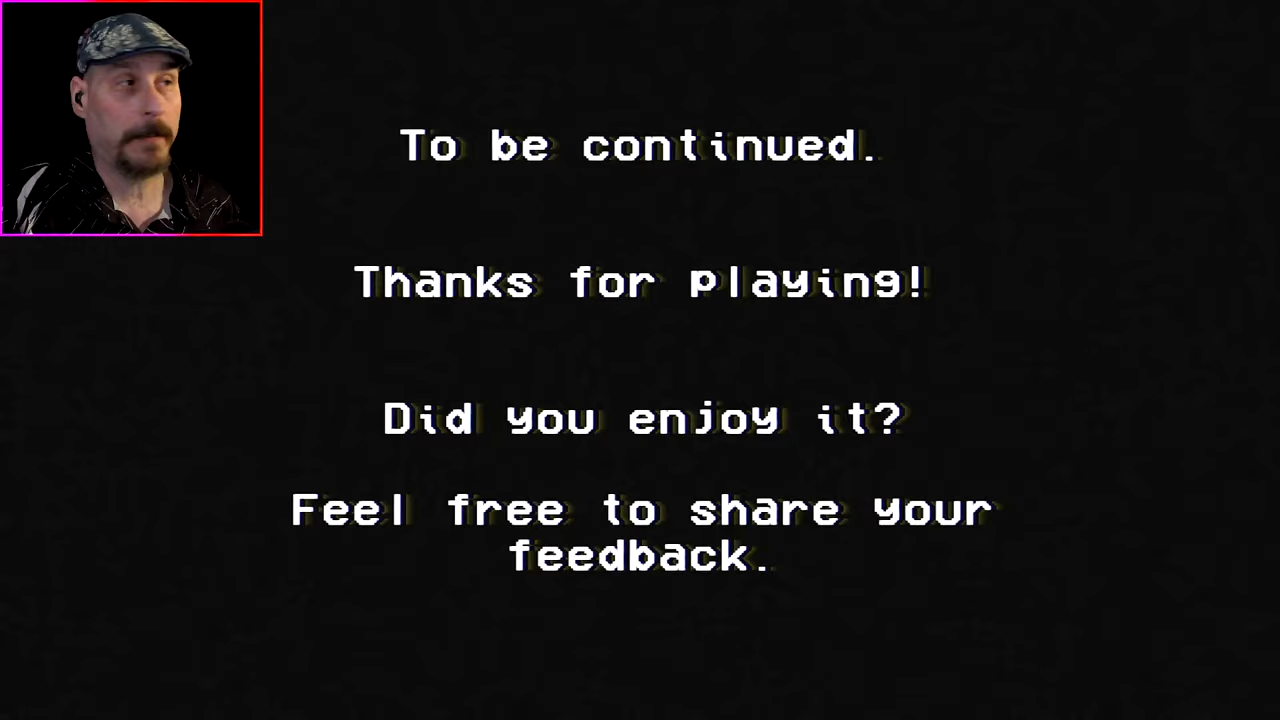 To be continued.
Thanks for playing!
Did you enjoy it?
Feel free to share your
feedback.